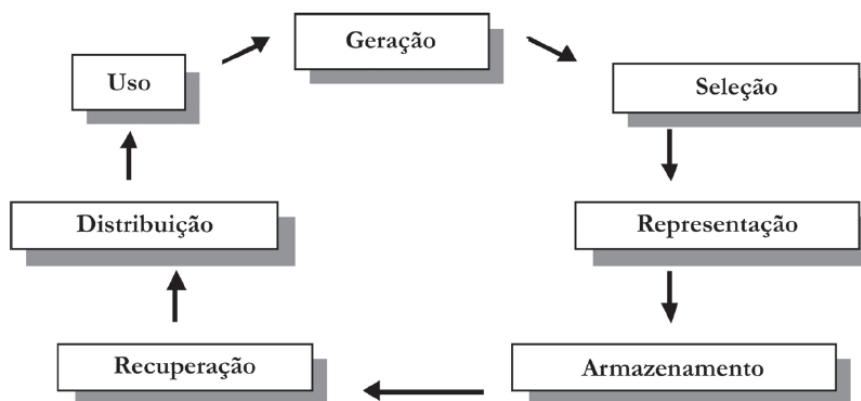 Geração
Uso
Seleção
Distribuição
Representação
Recuperação
Armazenamento